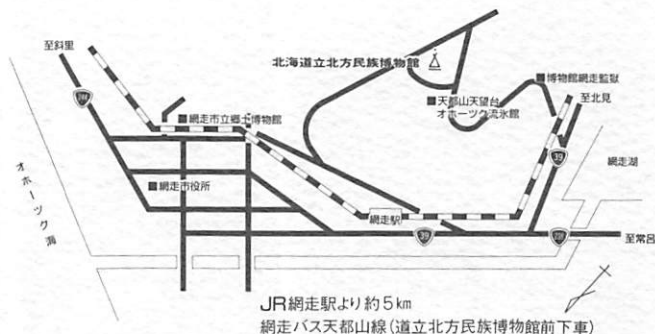 至斜里
北海道立北方民族博物館
博物館網走監獄
天都山天望台
オホーツク流氷館
至北見
網走市立郷土博物館
39
網走湖
オホーツク海
網走市役所
網走駅
39
至常呂
JR網走駅より約5km
網走バス天都山線(道立北方民族博物館前下車)